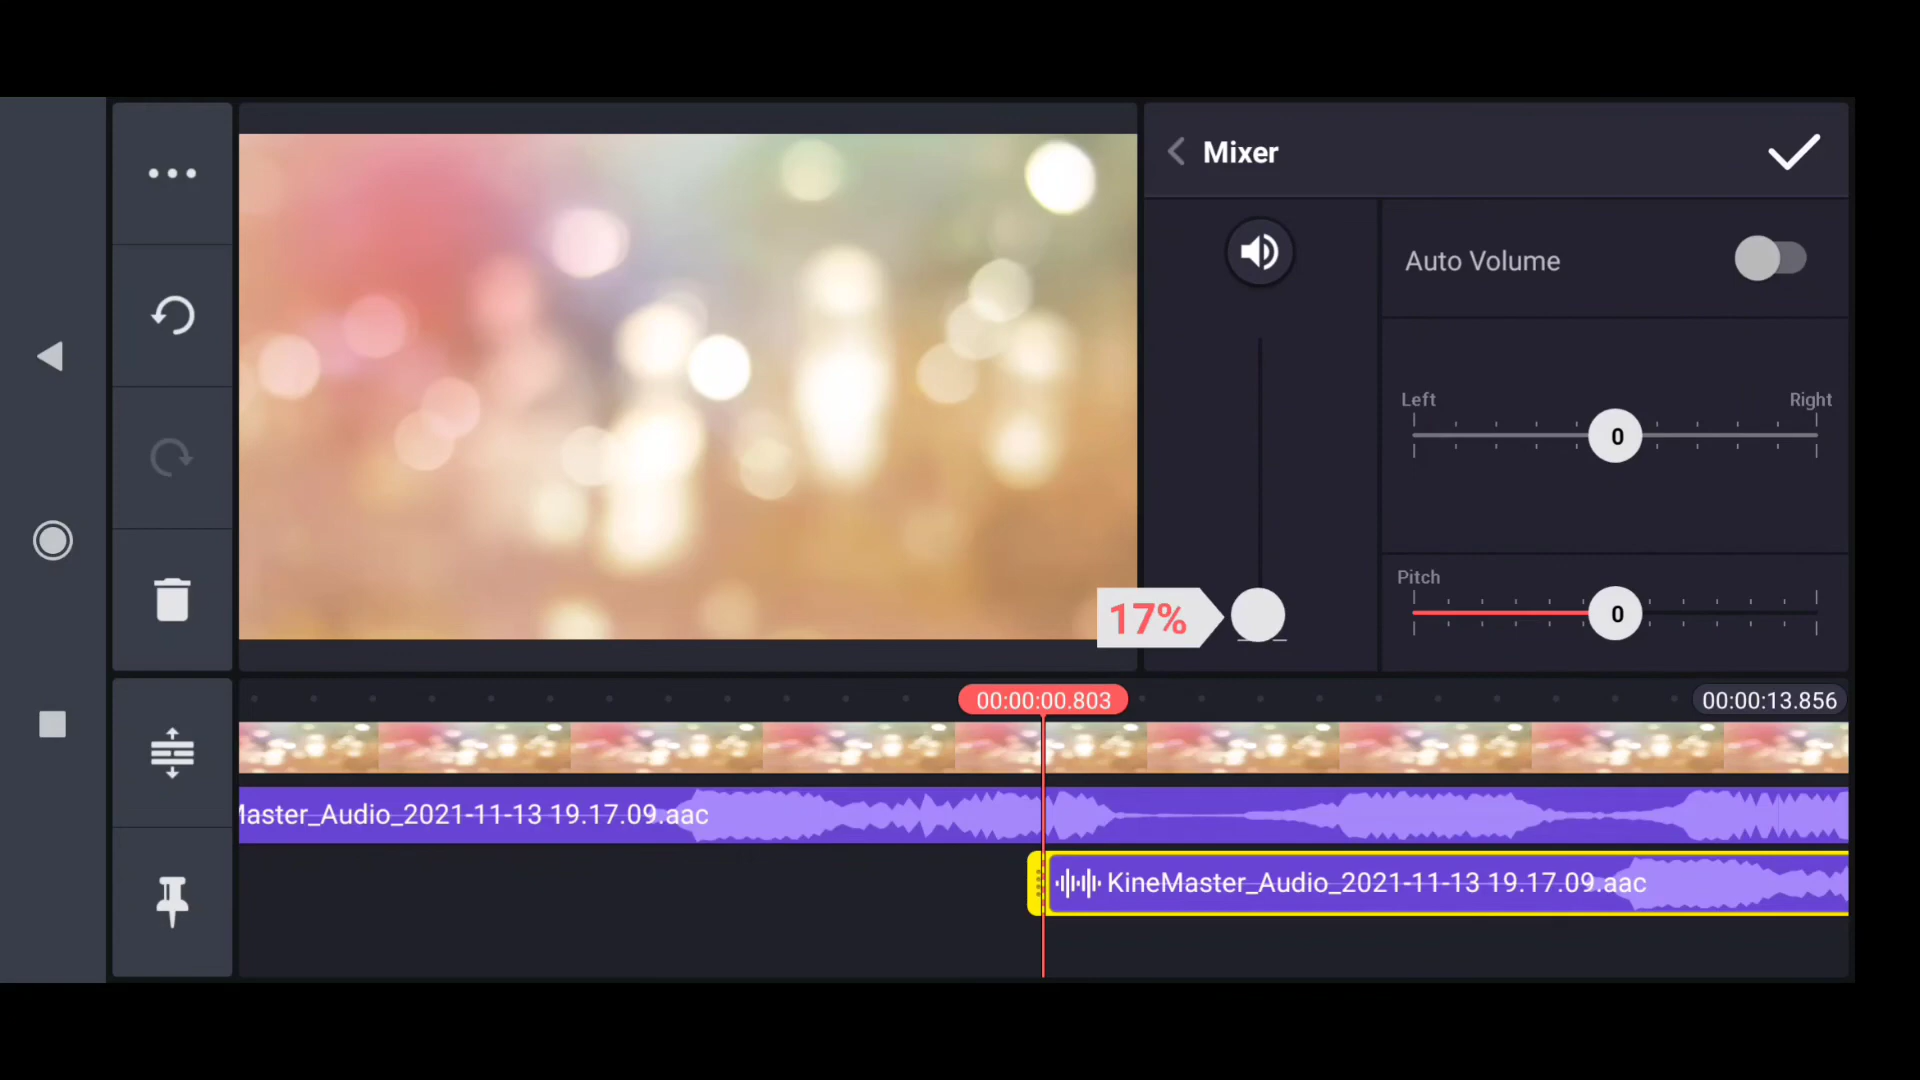 Mixer
Auto Volume
Left
Right
0
Pitch
0
17%
00:00:00.803
00:00:13.856
Master_Audio_2021-11-13 19.17.09.aac
KineMaster_Audio_2021-11-13 19.17.09.aac